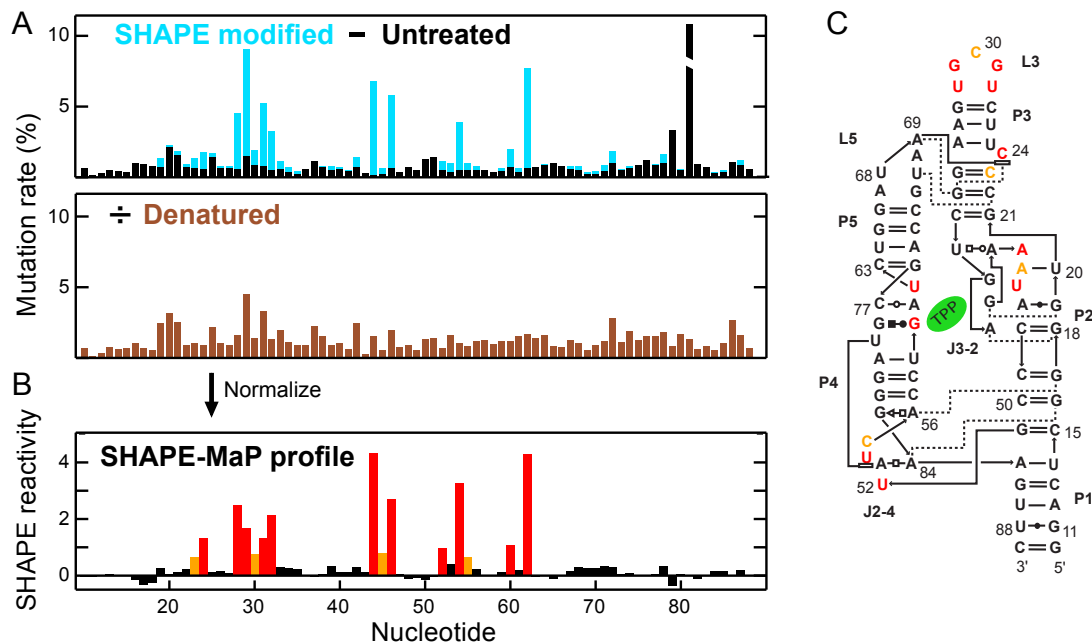 A
SHAPE modified − Untreated
10
5
Mutation rate (%)
÷ Denatured
10
5
Normalize
B
SHAPE-MaP profile
4
2
0
SHAPE reactivity
20 30 40 50 60 70 80
Nucleotide
C
C 30
G G L3
U U
G C P3
A U
69 A U
L5 A C
24
68 U A G C
A U G C
G G C G 21
P5 G C
U C U A A
U A G A U 20
63 C G U
C U G A G P2
77 A TPP
G G A C G 18
J3-2
U U
P4 A C C G
G C
G A 50 C G
56 G C 15
C
U A A A U
52 U 84 G A P1
J2-4 U C
U A
88 U G 11
C G
3' 5'